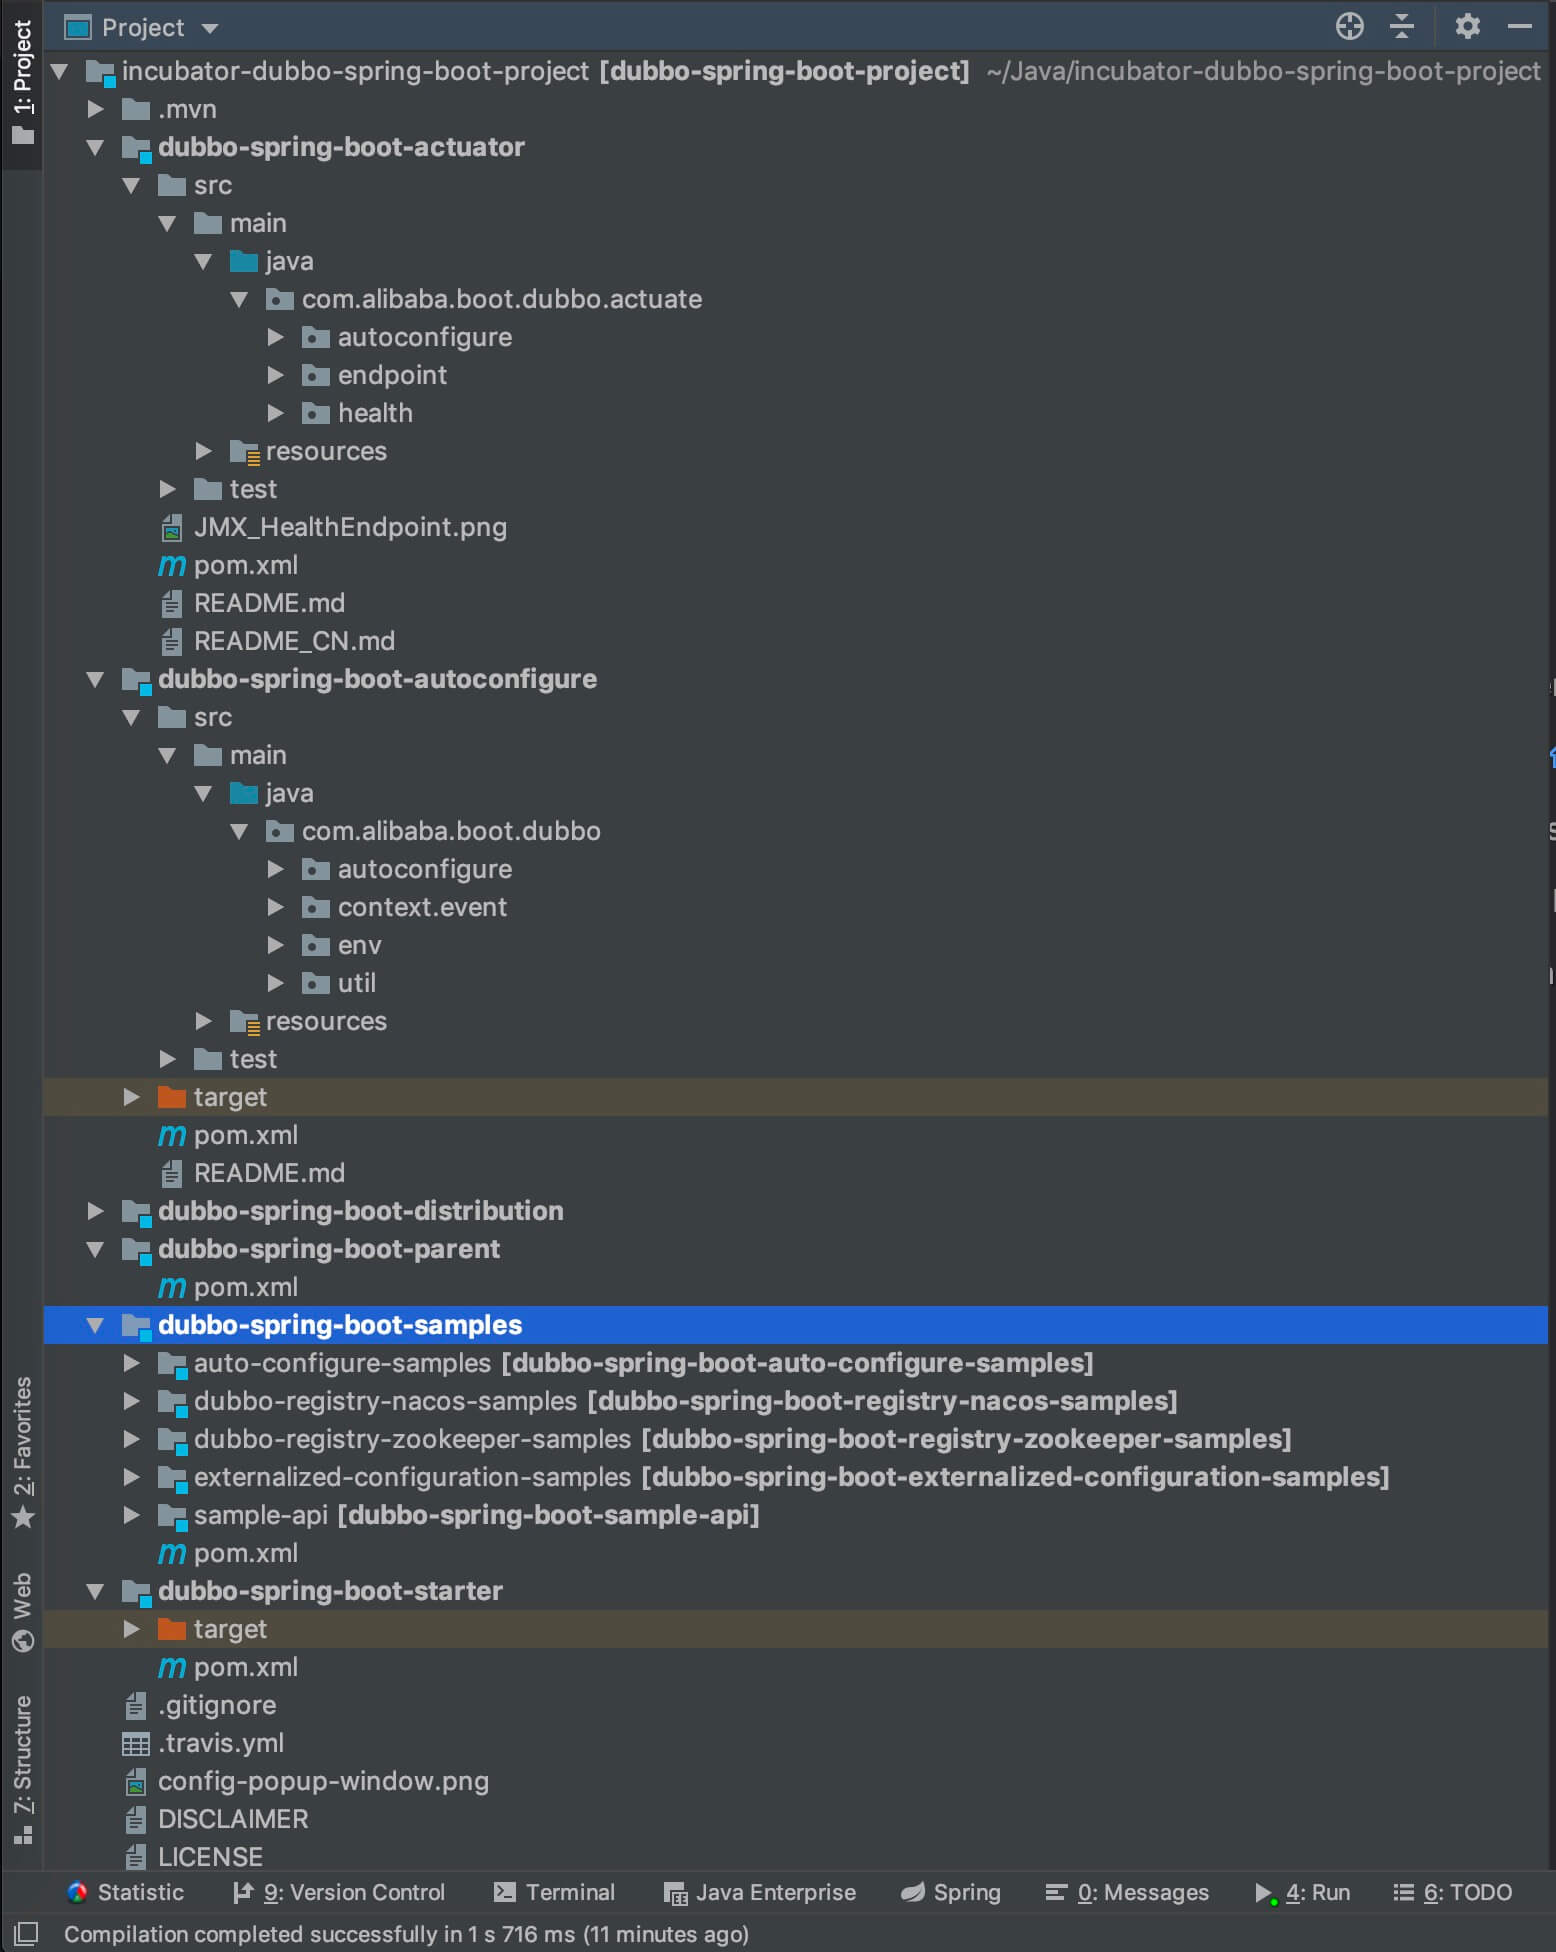 Project
incubator-dubbo-spring-boot-project [dubbo-spring-boot-project] ~/Java/incubator-dubbo-spring-boot-project
.mvn
dubbo-spring-boot-actuator
src
main
java
com.alibaba.boot.dubbo.actuate
autoconfigure
endpoint
health
resources
test
JMX_HealthEndpoint.png
pom.xml
README.md
README_CN.md
dubbo-spring-boot-autoconfigure
src
main
java
com.alibaba.boot.dubbo
autoconfigure
context.event
env
util
resources
test
target
pom.xml
README.md
dubbo-spring-boot-distribution
dubbo-spring-boot-parent
pom.xml
dubbo-spring-boot-samples
auto-configure-samples [dubbo-spring-boot-auto-configure-samples]
dubbo-registry-nacos-samples [dubbo-spring-boot-registry-nacos-samples]
dubbo-registry-zookeeper-samples [dubbo-spring-boot-registry-zookeeper-samples]
externalized-configuration-samples [dubbo-spring-boot-externalized-configuration-samples]
sample-api [dubbo-spring-boot-sample-api]
pom.xml
dubbo-spring-boot-starter
target
pom.xml
.gitignore
.travis.yml
config-popup-window.png
DISCLAIMER
LICENSE
1: Project
2: Favorites
Web
Z: Structure
Statistic 9: Version Control Terminal Java Enterprise Spring 0: Messages 4: Run 6: TODO
Compilation completed successfully in 1 s 716 ms (11 minutes ago)